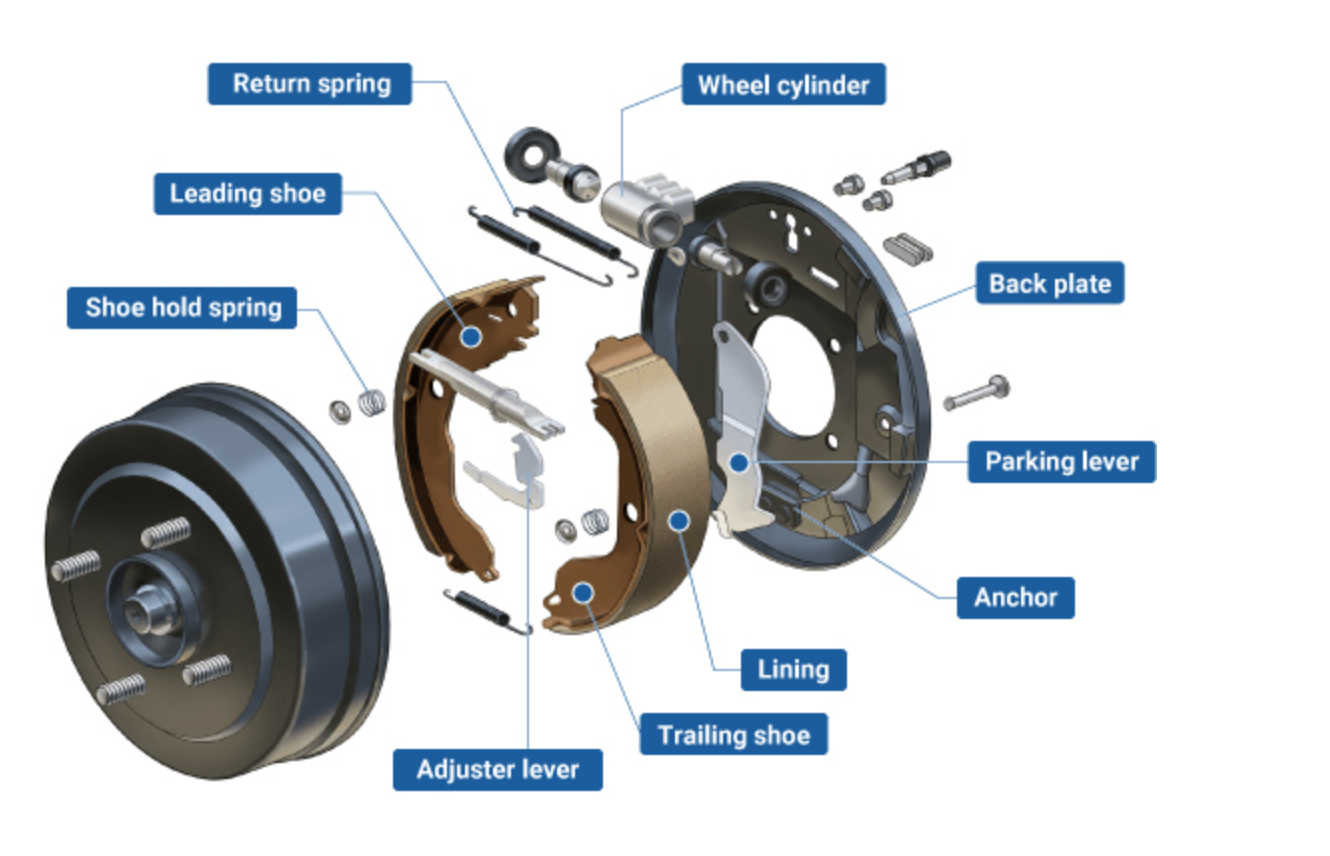 Return spring
Wheel cylinder
Leading shoe
Back plate
Shoe hold spring
Parking lever
Anchor
Lining
Trailing shoe
Adjuster lever